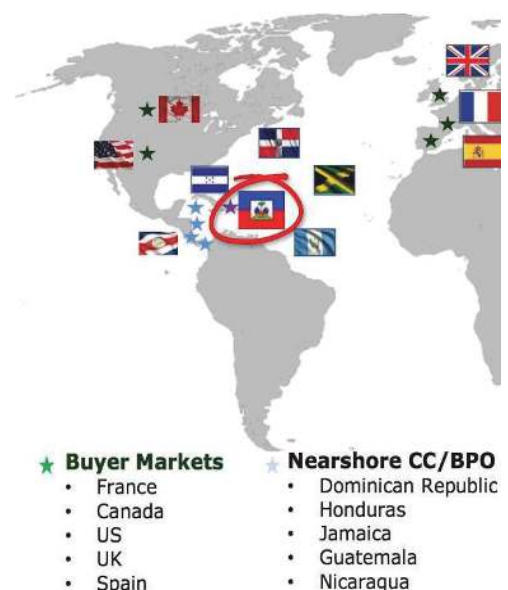 Buyer Markets
• France
• Canada
• US
• UK
• Spain
Nearshore CC/BPO
• Dominican Republic
• Honduras
• Jamaica
• Guatemala
• Nicaragua